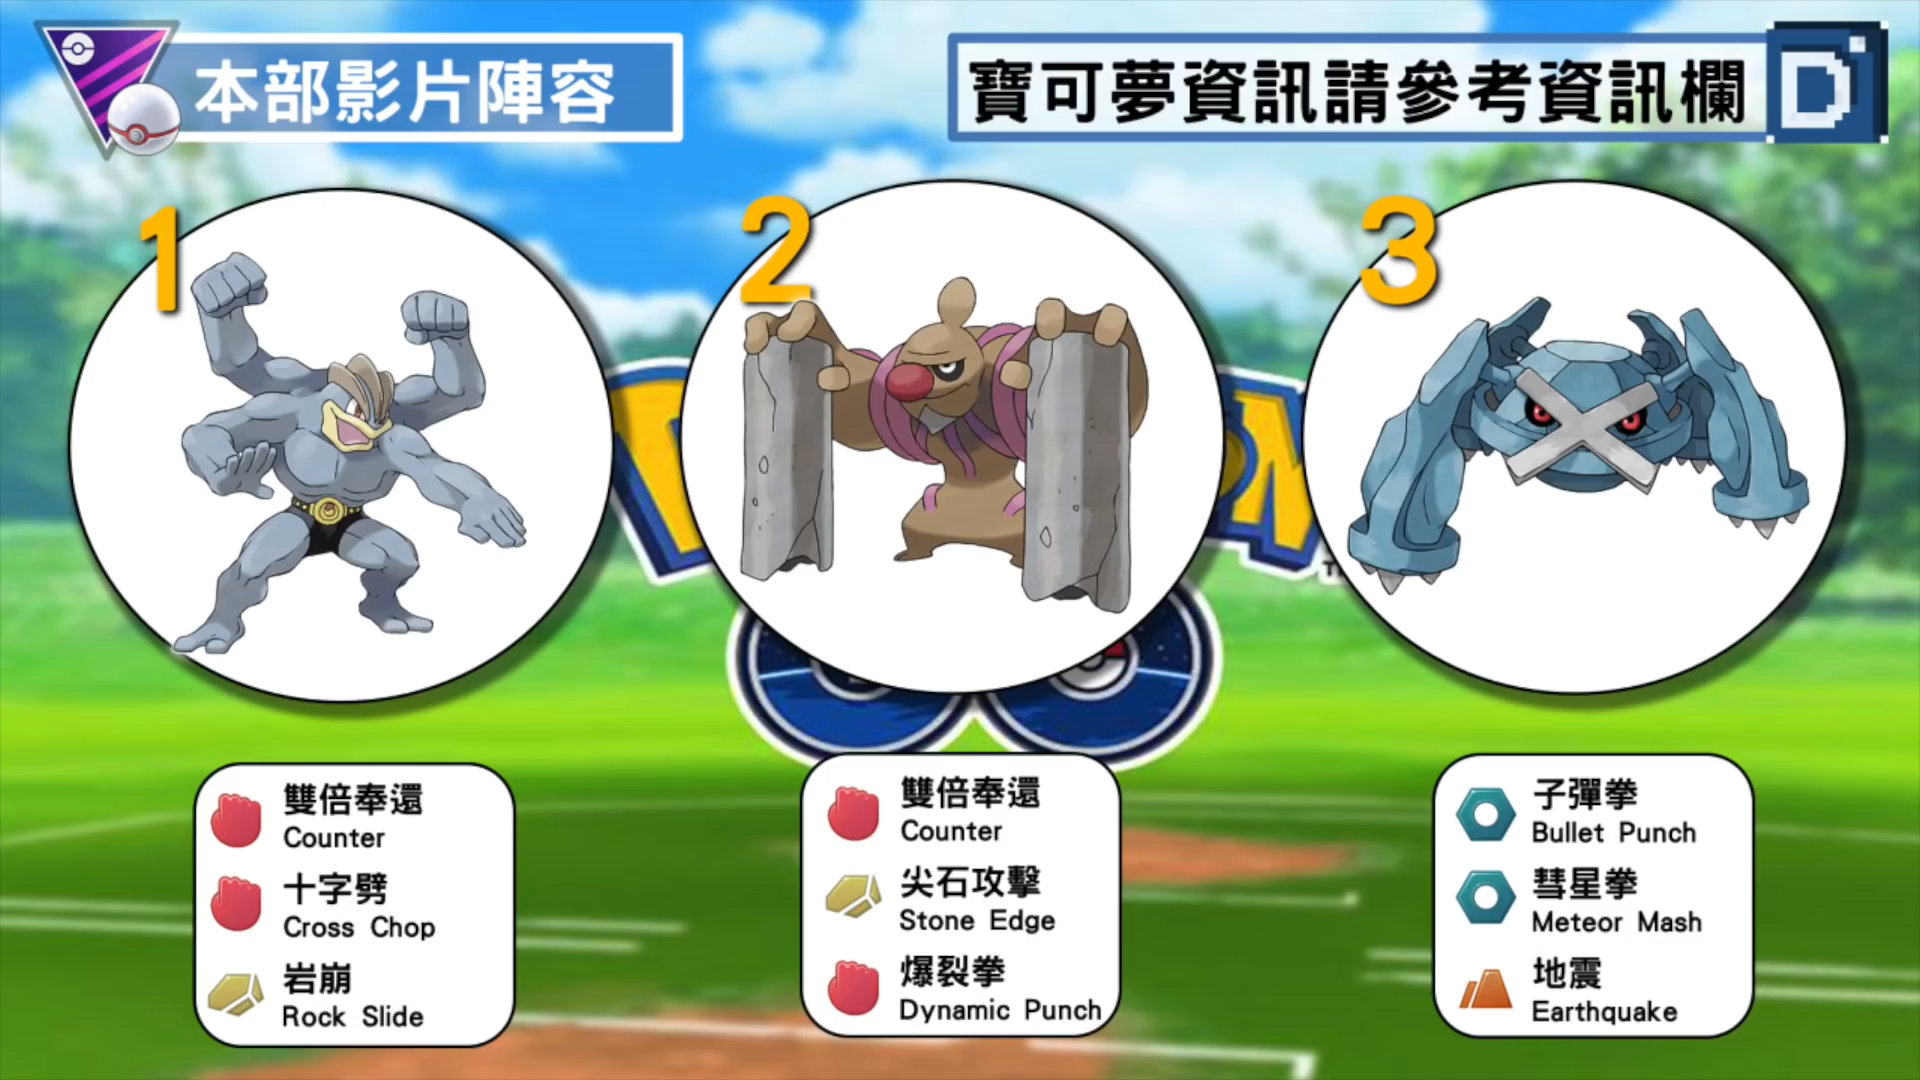 本部影片陣容
寶可夢資訊請參考資訊欄
D
1
2
3
雙倍奉還
Counter
十字劈
Cross Chop
岩崩
Rock Slide
雙倍奉還
Counter
尖石攻擊
Stone Edge
爆裂拳
Dynamic Punch
子彈拳
Bullet Punch
彗星拳
Meteor Mash
地震
Earthquake